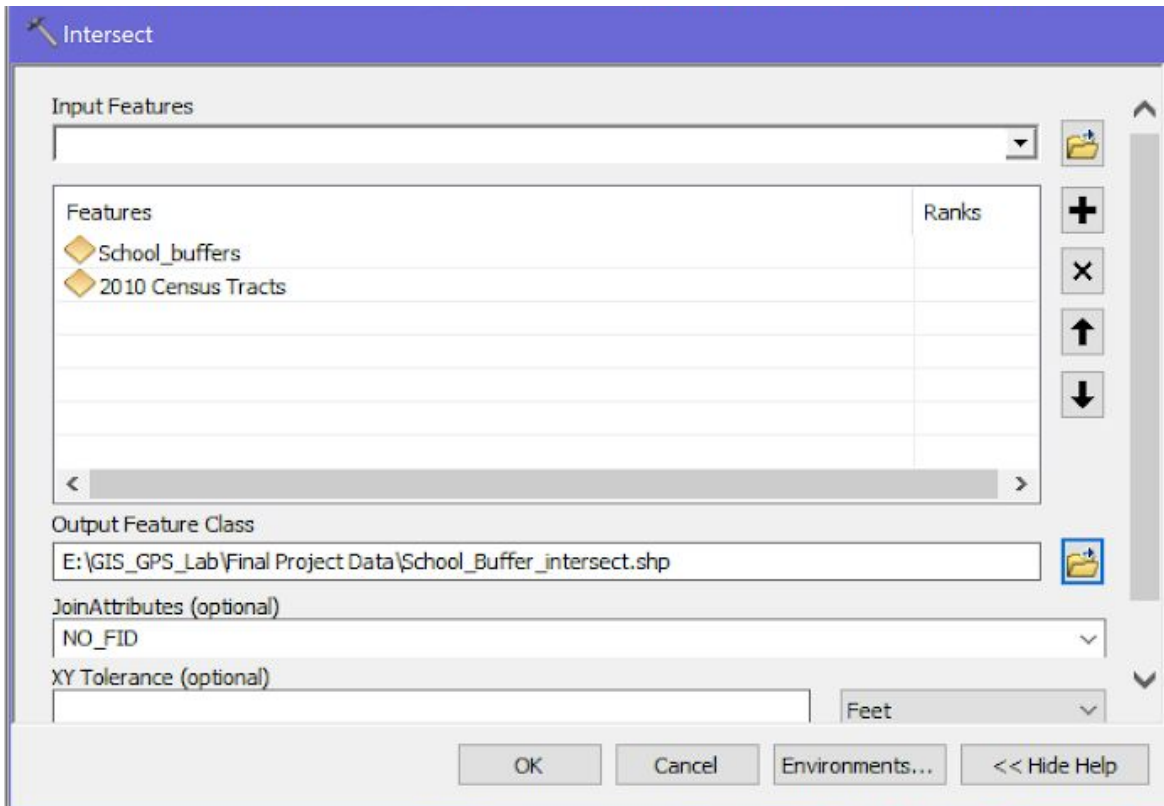 Intersect
Input Features
Features Ranks
School_buffers
2010 Census Tracts
Output Feature Class
E:\GIS_GPS_Lab\Final Project Data\School_Buffer_intersect.shp
JoinAttributes (optional)
NO_FID
XY Tolerance (optional)
Feet
OK Cancel Environments... << Hide Help